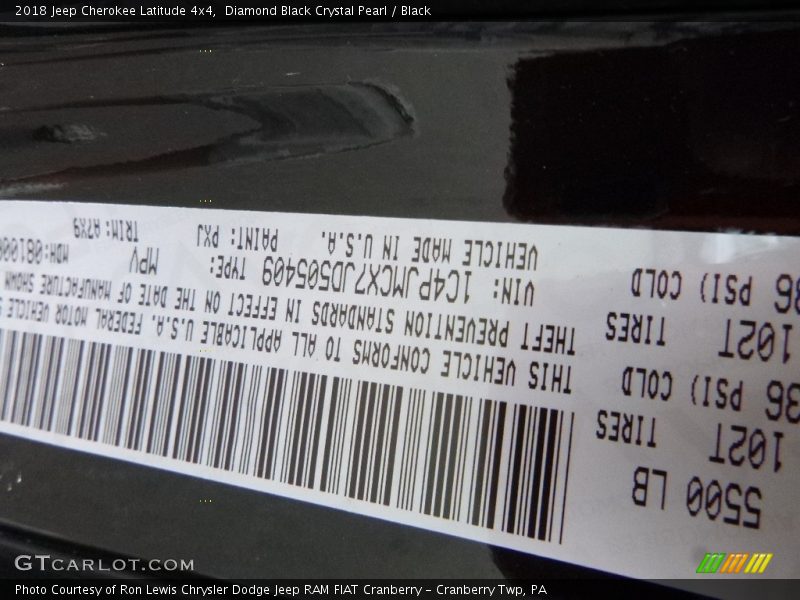 2018 Jeep Cherokee Latitude 4x4,  Diamond Black Crystal Pearl / Black
5500 LB
102T TIRES
36 PSI) COLD
102T TIRES
36 PSI) COLD
THIS VEHICLE CONFORMS TO ALL APPLICABLE U.S.A. FEDERAL MOTOR VEHICLE
THEFT PREVENTION STANDARDS IN EFFECT ON THE DATE OF MANUFACTURE SHOWN
VIN: 1C4PJMCX7JD505409 TYPE: MPV MDH:081000
VEHICLE MADE IN U.S.A. PAINT: PXJ TRIM: A7X9
GTCARLOT.COM
Photo Courtesy of Ron Lewis Chrysler Dodge Jeep RAM FIAT Cranberry – Cranberry Twp, PA